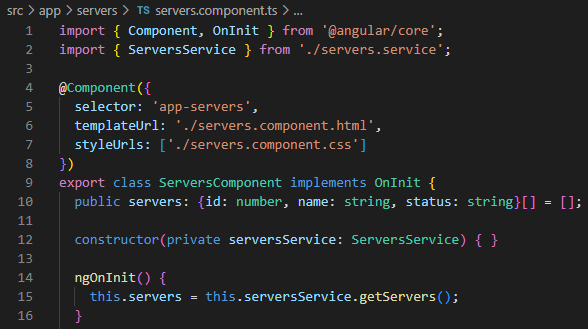 src > app > servers > TS servers.component.ts > ...
1 import { Component, OnInit } from '@angular/core';
2 import { ServersService } from './servers.service';
3
4 @Component({
5   selector: 'app-servers',
6   templateUrl: './servers.component.html',
7   styleUrls: ['./servers.component.css']
8 })
9 export class ServersComponent implements OnInit {
10   public servers: {id: number, name: string, status: string}[] = [];
11
12   constructor(private serversService: ServersService) { }
13
14   ngOnInit() {
15     this.servers = this.serversService.getServers();
16   }